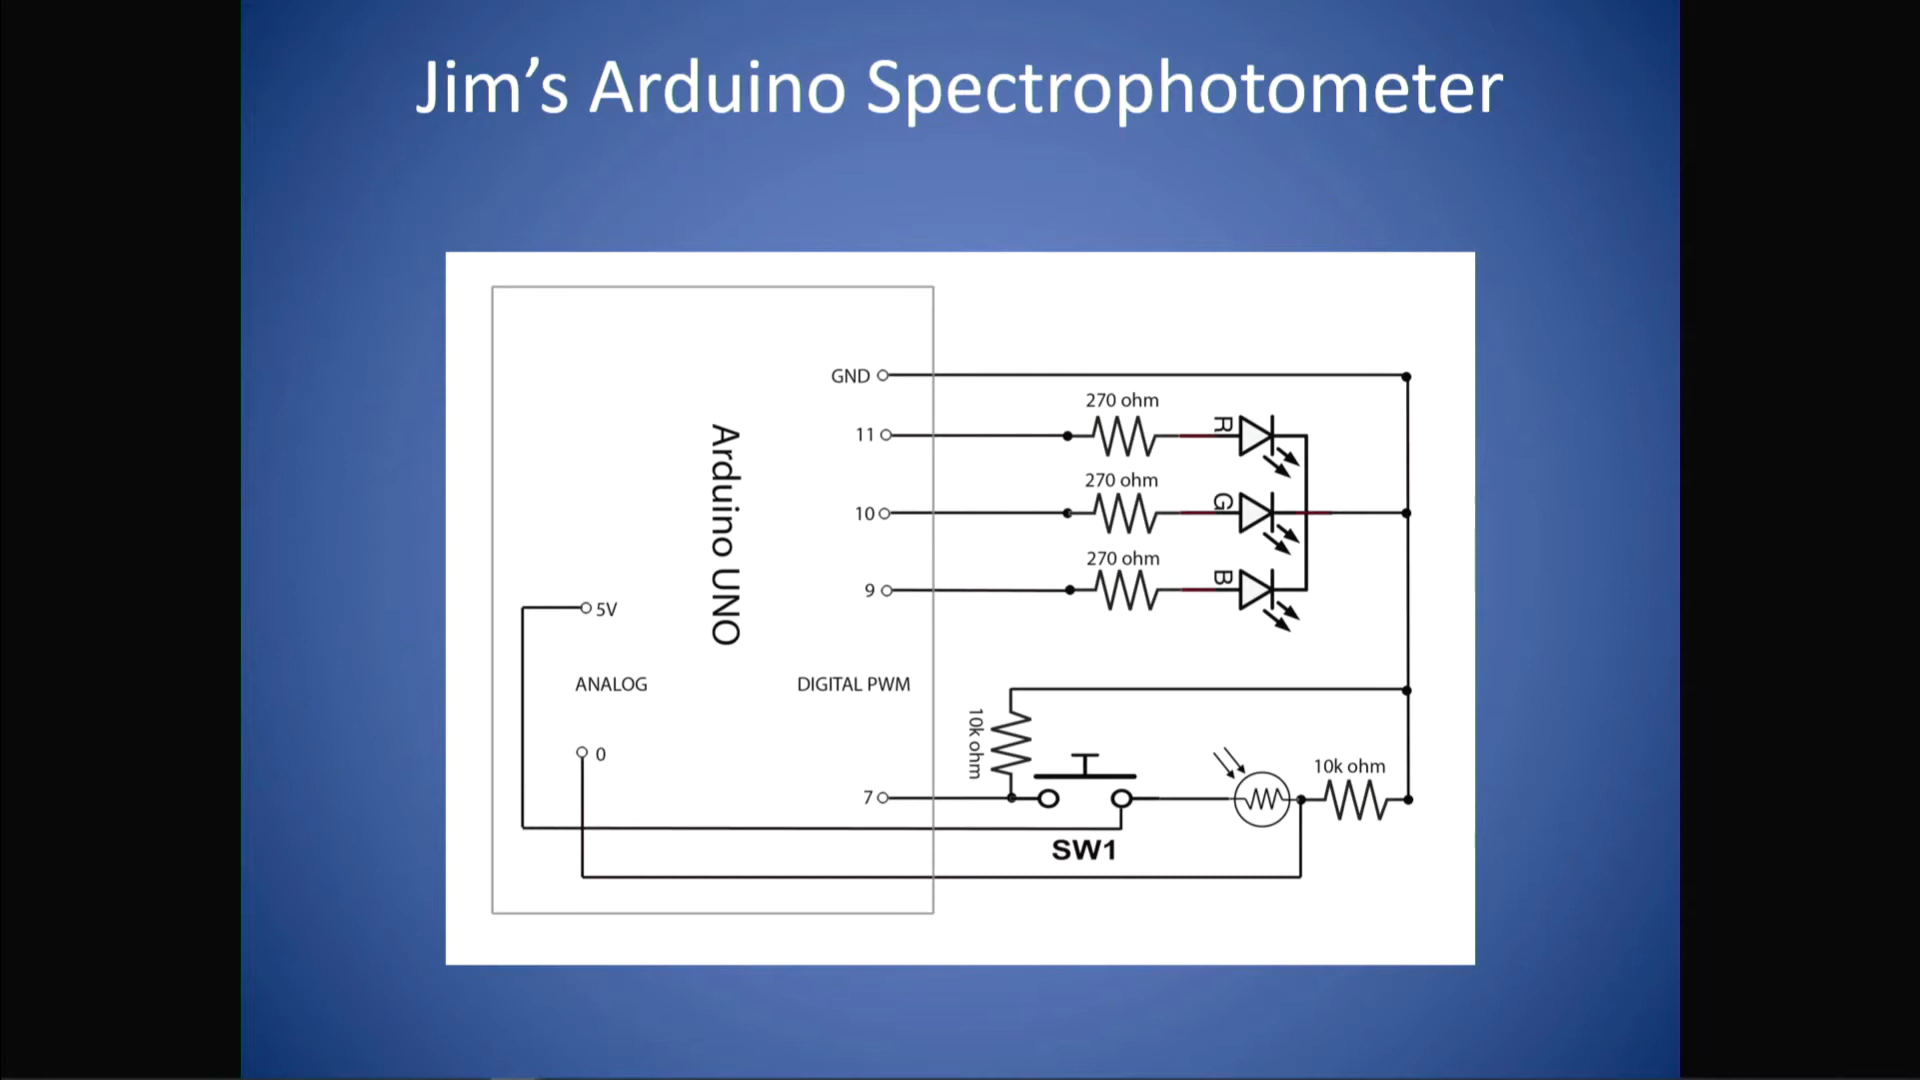 Jim’s Arduino Spectrophotometer
GND
270 ohm
11
R
270 ohm
10
G
270 ohm
9
B
Arduino UNO
5V
ANALOG
DIGITAL PWM
10k ohm
0
10k ohm
7
SW1